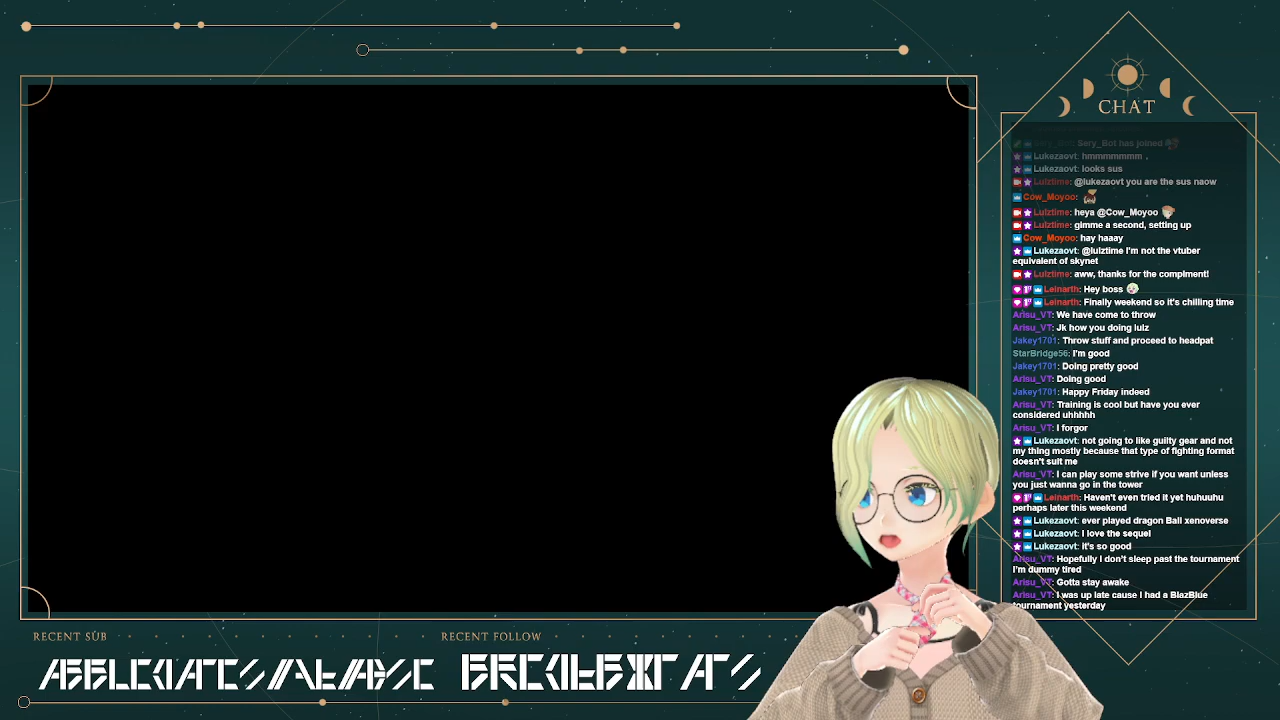 CHAT
Sery_Bot has joined
Lukezaovt: hmmmmmmm ,
Lukezaovt: looks sus
Lulztime: @lukezaovt you are the sus naow
Cow_Moyoo:
Lulztime: heya @Cow_Moyoo
Lulztime: gimme a second, setting up
Cow_Moyoo: hay haaay
Lukezaovt: @lulztime I'm not the vtuber
equivalent of skynet
Lulztime: aww, thanks for the complment!
Leinarth: Hey boss
Leinarth: Finally weekend so it's chilling time
Arisu_VT: We have come to throw
Arisu_VT: Jk how you doing lulz
Jakey1701: Throw stuff and proceed to headpat
StarBridge56: I'm good
Jakey1701: Doing pretty good
Arisu_VT: Doing good
Jakey1701: Happy Friday indeed
Arisu_VT: Training is cool but have you ever
considered uhhhhh
Arisu_VT: I forgor
Lukezaovt: not going to like guilty gear and not
my thing mostly because that type of fighting format
doesn't suit me
Arisu_VT: I can play some strive if you want unless
you just wanna go in the tower
Leinarth: Haven't even tried it yet huhuuhu
perhaps later this weekend
Lukezaovt: ever played dragon Ball xenoverse
Lukezaovt: I love the sequel
Lukezaovt: it's so good
Arisu_VT: Hopefully I don't sleep past the tournament
I'm dummy tired
Arisu_VT: Gotta stay awake
Arisu_VT: I was up late cause I had a BlazBlue
tournament yesterday
RECENT SUB
RECENT FOLLOW